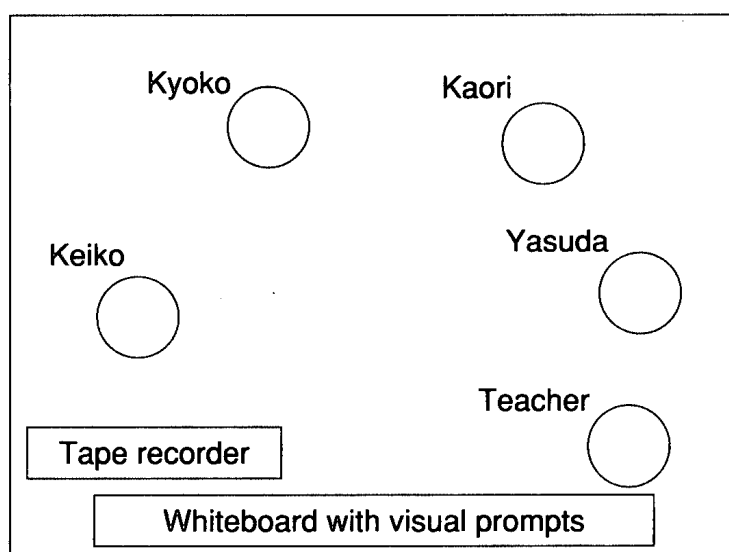 Kyoko
Kaori
Keiko
Yasuda
Teacher
Tape recorder
Whiteboard with visual prompts